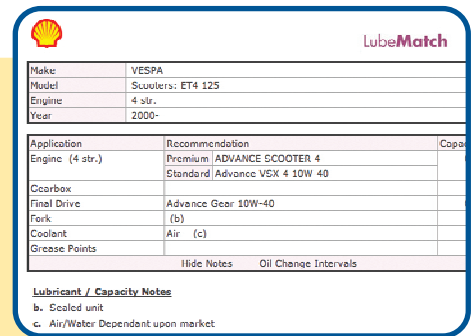 LubeMatch
Make VESPA
Model Scooters: ET4 125
Engine 4 str.
Year 2000-
Application Recommendation Capac
Engine (4 str.) Premium ADVANCE SCOOTER 4
Standard Advance VSX 4 10W-40
Gearbox
Final Drive Advance Gear 10W-40
Fork (b)
Coolant Air (c)
Grease Points
Hide Notes Oil Change Intervals
Lubricant / Capacity Notes
b. Sealed unit
c. Air/Water Dependant upon market